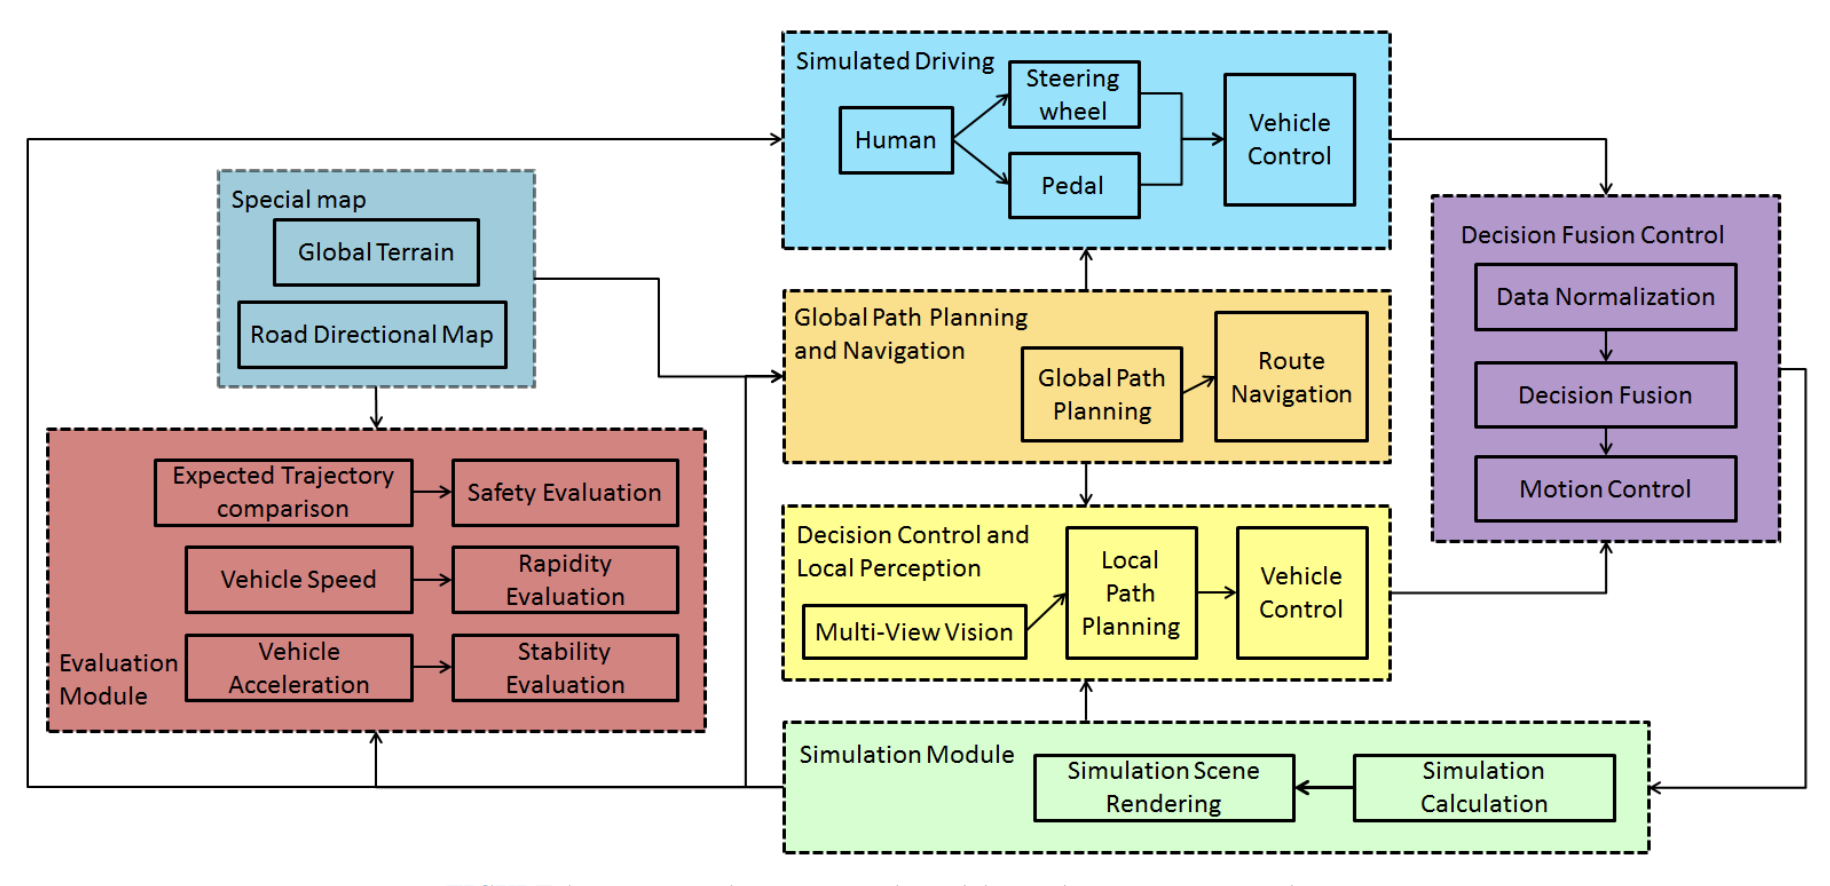 Simulated Driving
Human
Steering
wheel
Pedal
Vehicle
Control
Special map
Global Terrain
Road Directional Map
Global Path Planning
and Navigation
Global Path
Planning
Route
Navigation
Decision Fusion Control
Data Normalization
Decision Fusion
Motion Control
Expected Trajectory
comparison
Safety Evaluation
Vehicle Speed
Rapidity
Evaluation
Evaluation
Module
Vehicle
Acceleration
Stability
Evaluation
Decision Control and
Local Perception
Multi-View Vision
Local
Path
Planning
Vehicle
Control
Simulation Module
Simulation Scene
Rendering
Simulation
Calculation